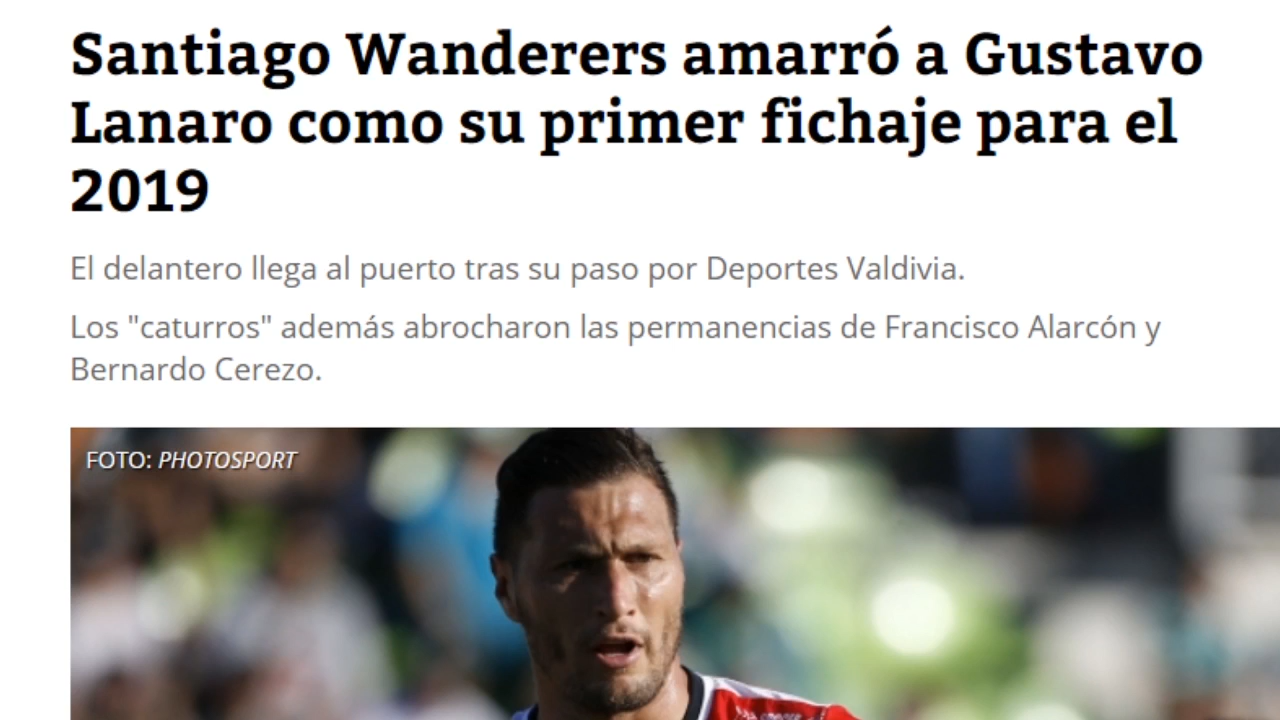 Santiago Wanderers amarró a Gustavo
Lanaro como su primer fichaje para el
2019
El delantero llega al puerto tras su paso por Deportes Valdivia.
Los "caturros" además abrocharon las permanencias de Francisco Alarcón y
Bernardo Cerezo.
FOTO: PHOTOSPORT